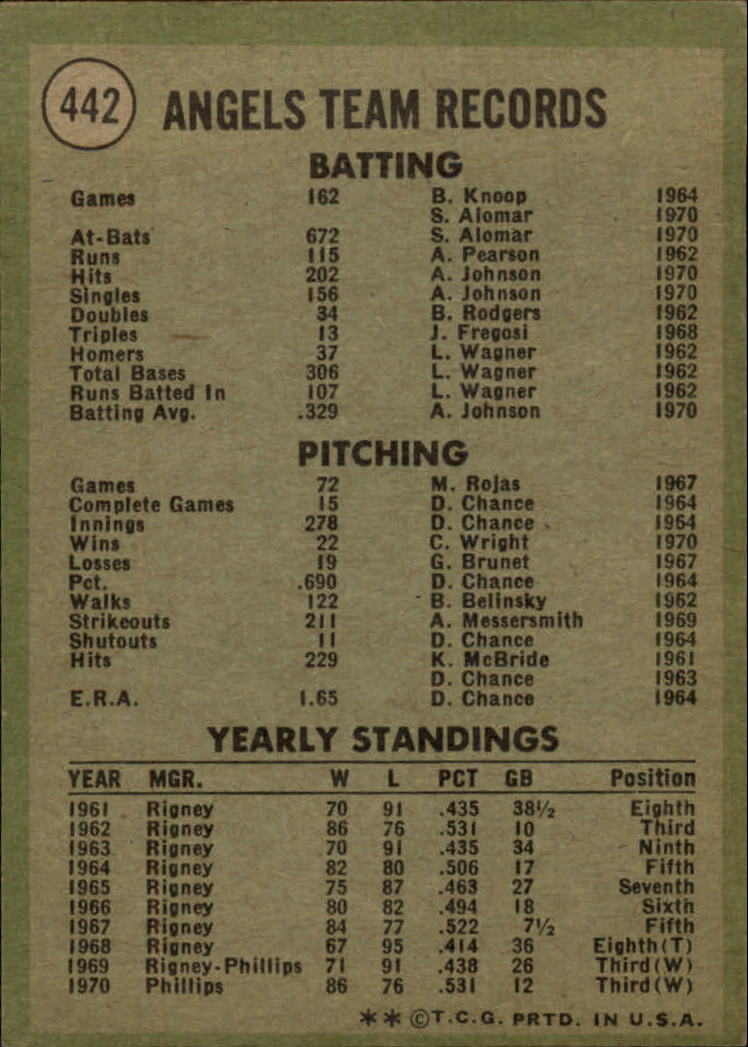 442 ANGELS TEAM RECORDS
BATTING
Games 162 B. Knoop 1964
S. Alomar 1970
At-Bats 672 S. Alomar 1970
Runs 115 A. Pearson 1962
Hits 202 A. Johnson 1970
Singles 156 A. Johnson 1970
Doubles 34 B. Rodgers 1962
Triples 13 J. Fregosi 1968
Homers 37 L. Wagner 1962
Total Bases 306 L. Wagner 1962
Runs Batted In 107 L. Wagner 1962
Batting Avg. .329 A. Johnson 1970
PITCHING
Games 72 M. Rojas 1967
Complete Games 15 D. Chance 1964
Innings 278 D. Chance 1964
Wins 22 C. Wright 1970
Losses 19 G. Brunet 1967
Pct. .690 D. Chance 1964
Walks 122 B. Belinsky 1962
Strikeouts 211 A. Messersmith 1969
Shutouts 11 D. Chance 1964
Hits 229 K. McBride 1961
D. Chance 1963
E.R.A. 1.65 D. Chance 1964
YEARLY STANDINGS
YEAR MGR. W L PCT GB Position
1961 Rigney 70 91 .435 38½ Eighth
1962 Rigney 86 76 .531 10 Third
1963 Rigney 70 91 .435 34 Ninth
1964 Rigney 82 80 .506 17 Fifth
1965 Rigney 75 87 .463 27 Seventh
1966 Rigney 80 82 .494 18 Sixth
1967 Rigney 84 77 .522 7½ Fifth
1968 Rigney 67 95 .414 36 Eighth(T)
1969 Rigney-Phillips 71 91 .438 26 Third(W)
1970 Phillips 86 76 .531 12 Third(W)
** ©T.C.G. PRTD. IN U.S.A.